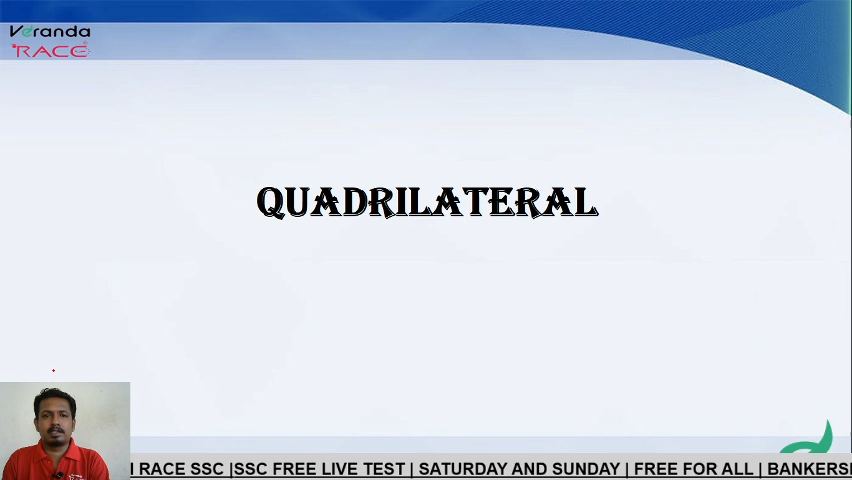 Veranda
RACE
QUADRILATERAL
I RACE SSC |SSC FREE LIVE TEST | SATURDAY AND SUNDAY | FREE FOR ALL | BANKERS